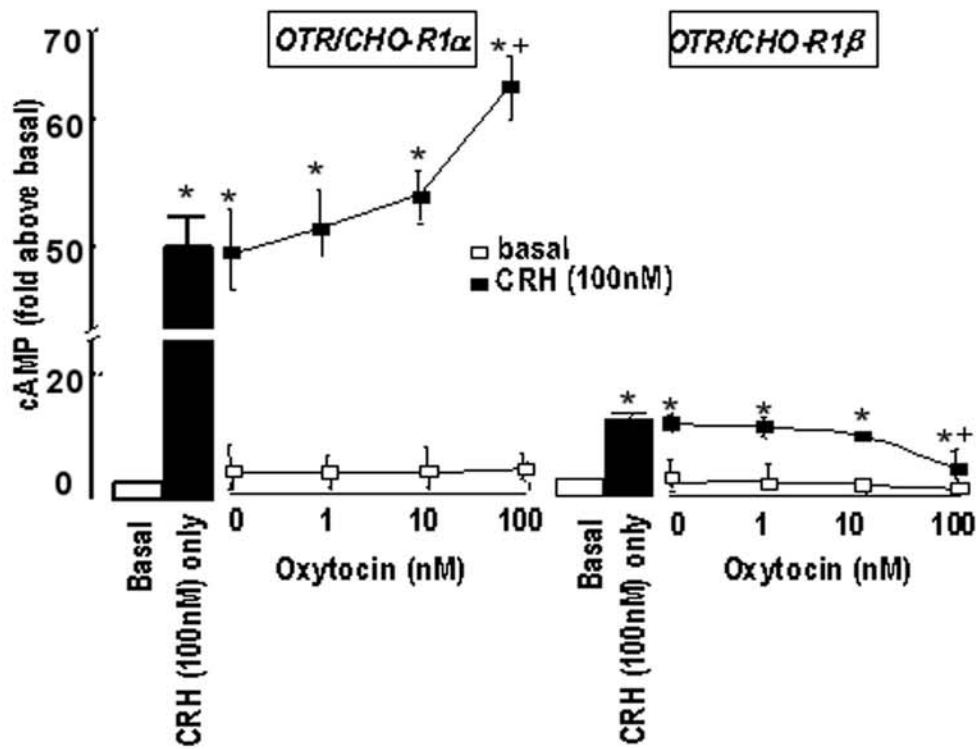 OTR/CHO-R1α
OTR/CHO-R1β
cAMP (fold above basal)
70
60
50
20
0
* * * * *+
basal
CRH (100nM)
* * * * *+
Basal
CRH (100nM) only
0 1 10 100
Oxytocin (nM)
Basal
CRH (100nM) only
0 1 10 100
Oxytocin (nM)